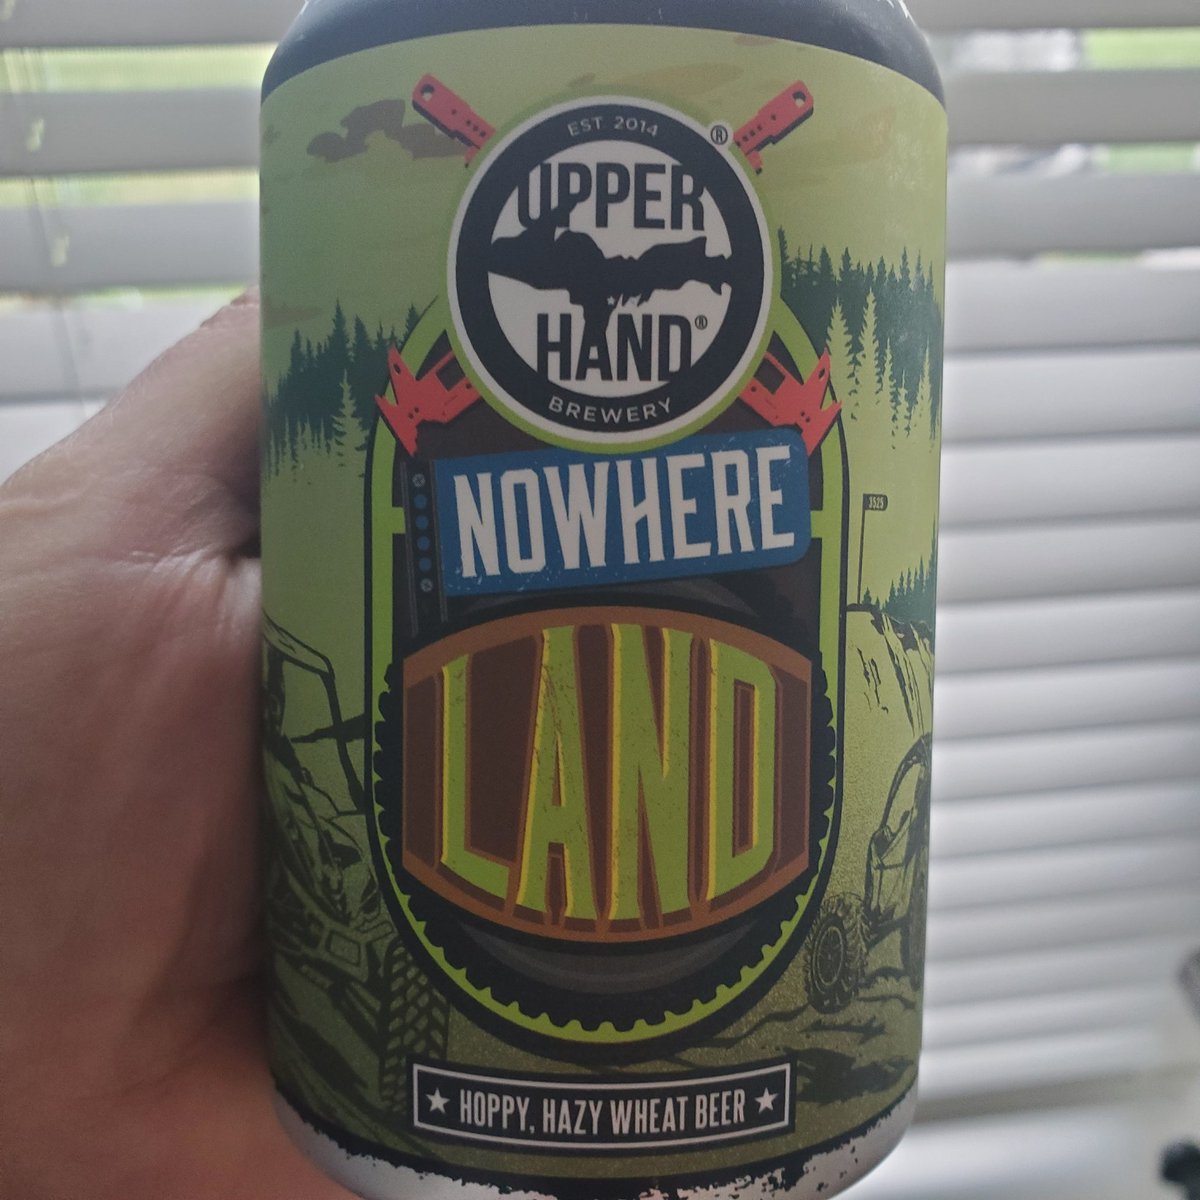 EST 2014
®
UPPER
HAND®
BREWERY
NOWHERE
3525
LAND
★ HOPPY, HAZY WHEAT BEER ★